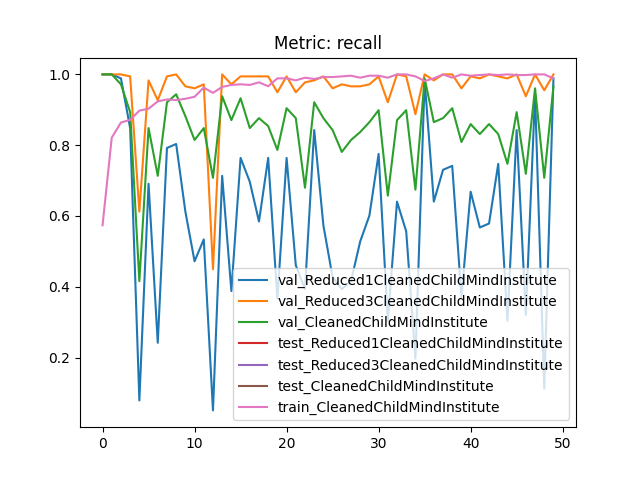 Metric: recall
1.0
0.8
0.6
0.4
0.2
0
10
20
30
40
50
val_Reduced1CleanedChildMindInstitute
val_Reduced3CleanedChildMindInstitute
val_CleanedChildMindInstitute
test_Reduced1CleanedChildMindInstitute
test_Reduced3CleanedChildMindInstitute
test_CleanedChildMindInstitute
train_CleanedChildMindInstitute